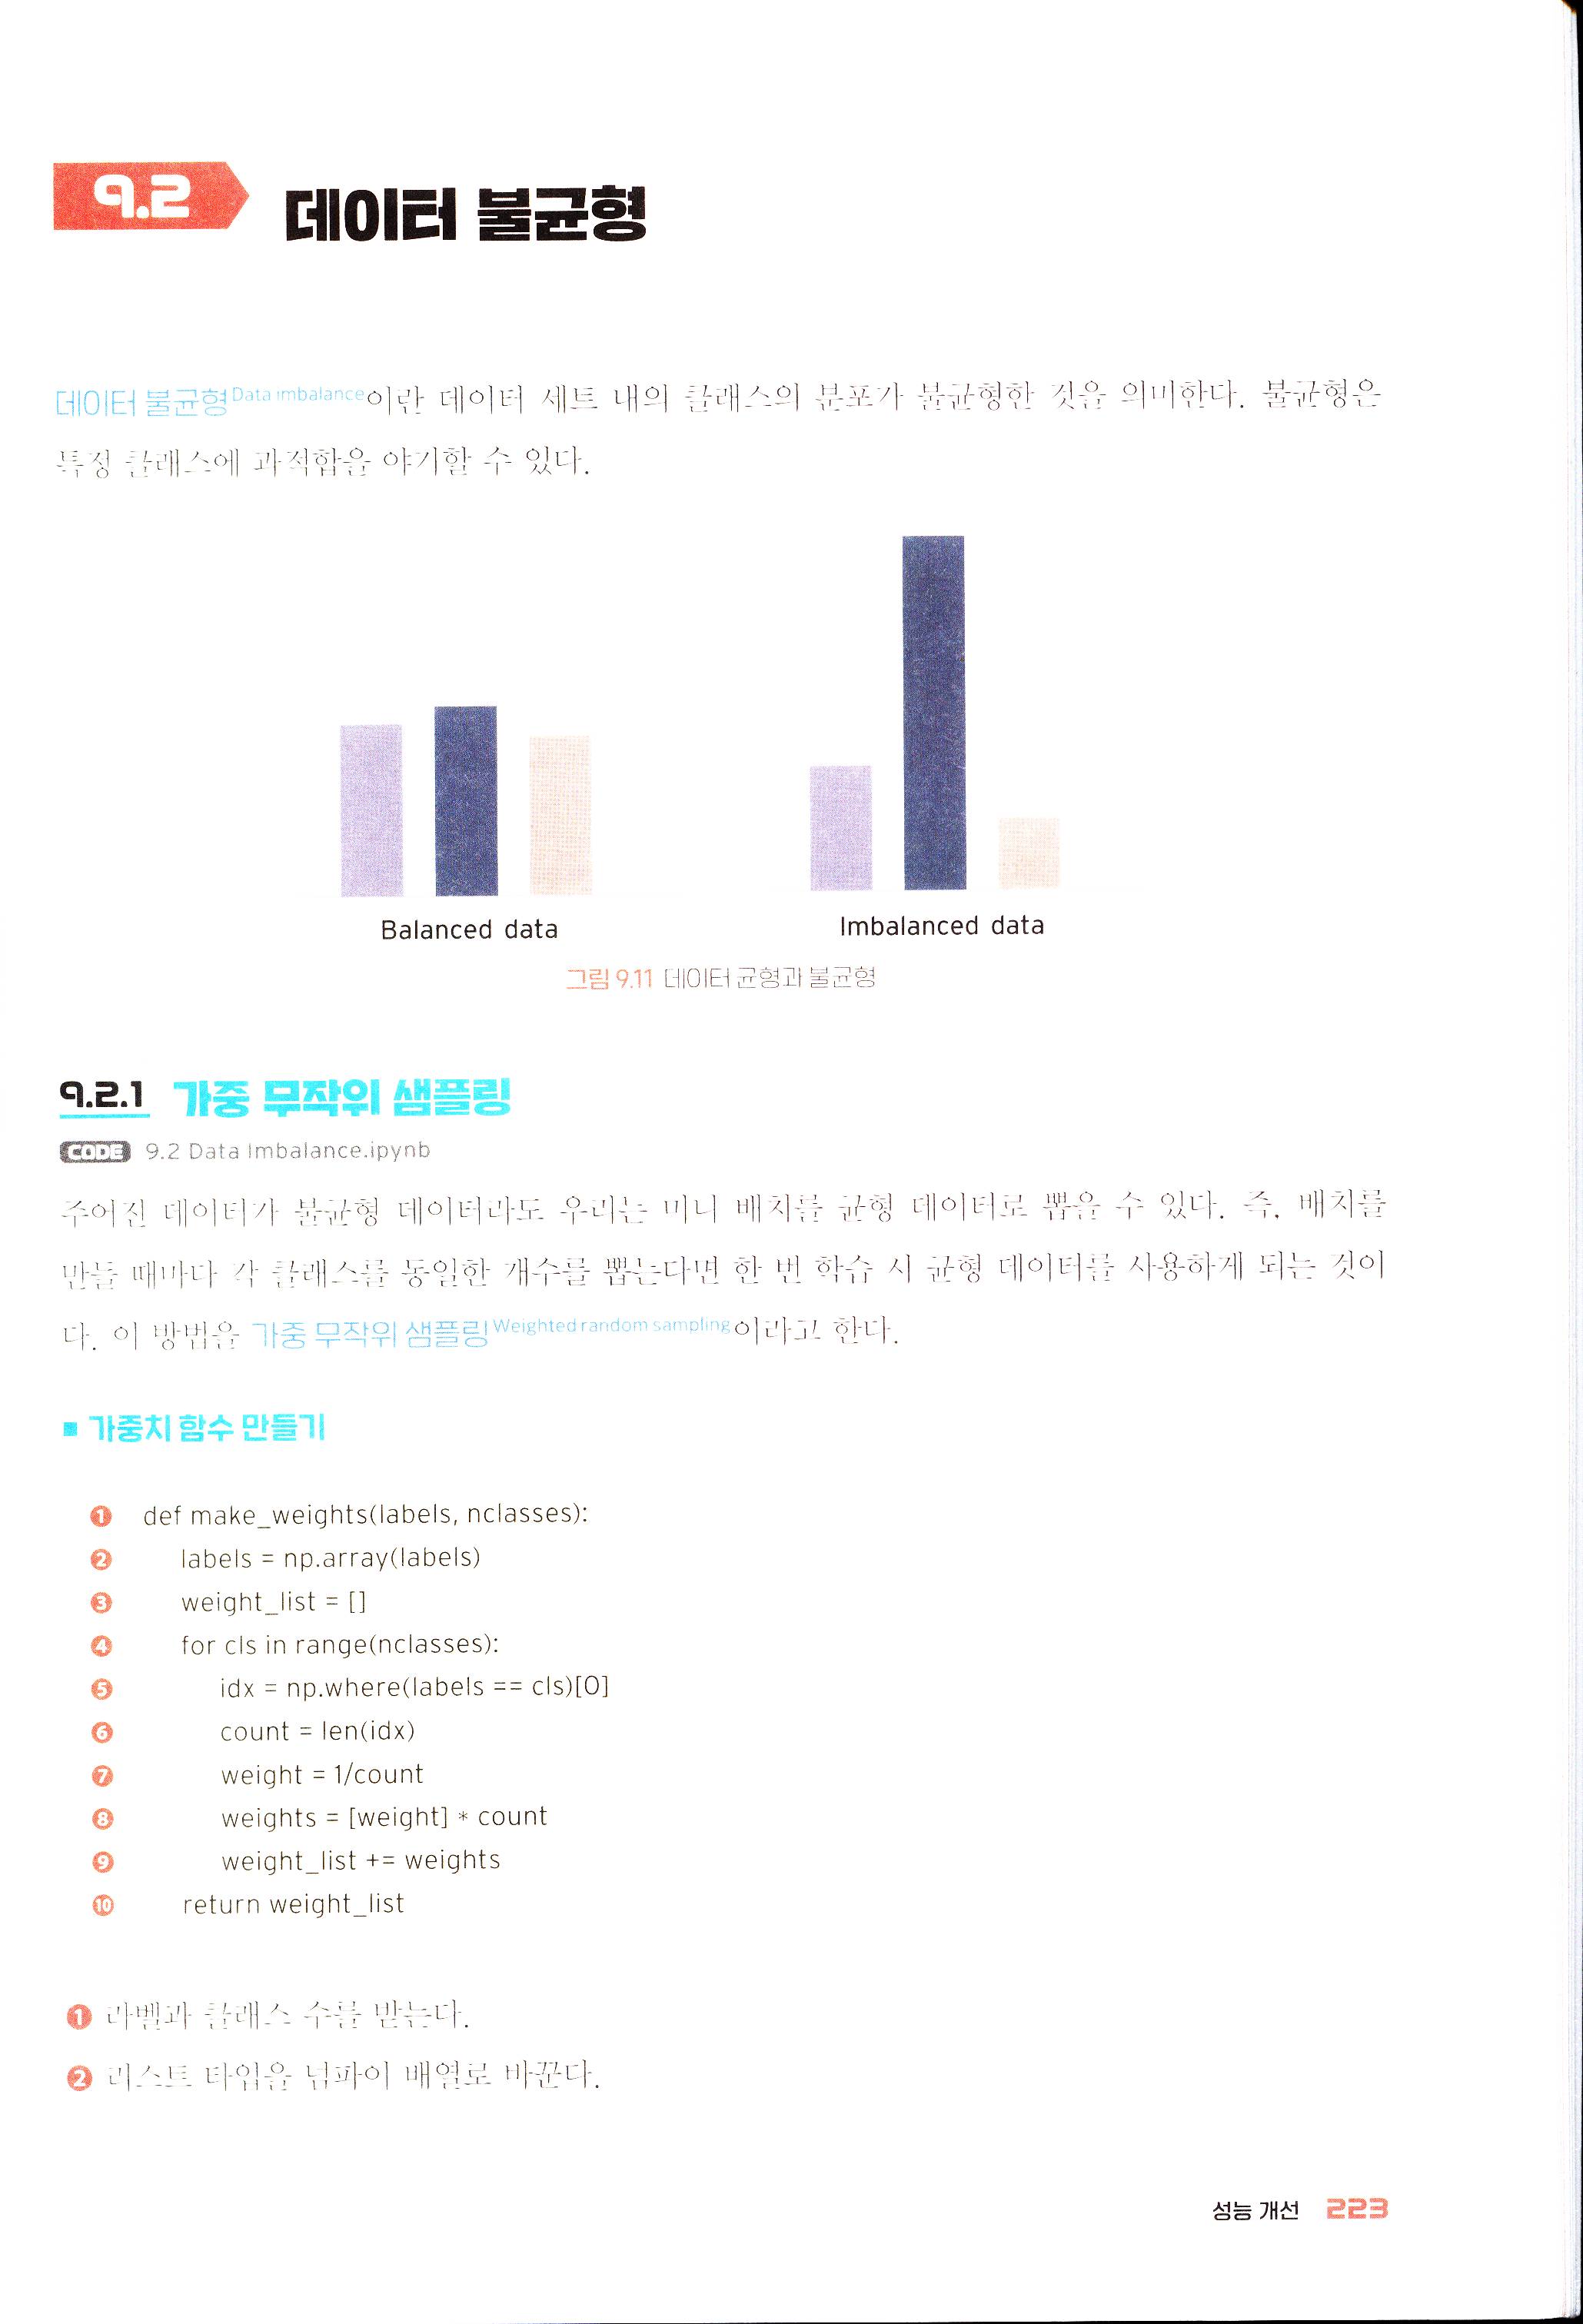 9.2 데이터 불균형
데이터 불균형Data imbalance이란 데이터 세트 내의 클래스의 분포가 불균형한 것을 의미한다. 불균형은
특정 클래스에 과적합을 야기할 수 있다.
Balanced data
Imbalanced data
그림 9.11 데이터 균형과 불균형
9.2.1 가중 무작위 샘플링
CODE 9.2 Data Imbalance.ipynb
주어진 데이터가 불균형 데이터라도 우리는 미니 배치를 균형 데이터로 뽑을 수 있다. 즉, 배치를
만들 때마다 각 클래스를 동일한 개수를 뽑는다면 한 번 학습 시 균형 데이터를 사용하게 되는 것이
다. 이 방법을 가중 무작위 샘플링Weighted random sampling이라고 한다.
■ 가중치 함수 만들기
❶ def make_weights(labels, nclasses):
❷ labels = np.array(labels)
❸ weight_list = []
❹ for cls in range(nclasses):
❺ idx = np.where(labels == cls)[0]
❻ count = len(idx)
❼ weight = 1/count
❽ weights = [weight] * count
❾ weight_list += weights
❿ return weight_list
❶ 라벨과 클래스 수를 받는다.
❷ 리스트 타입을 넘파이 배열로 바꾼다.
성능 개선 223